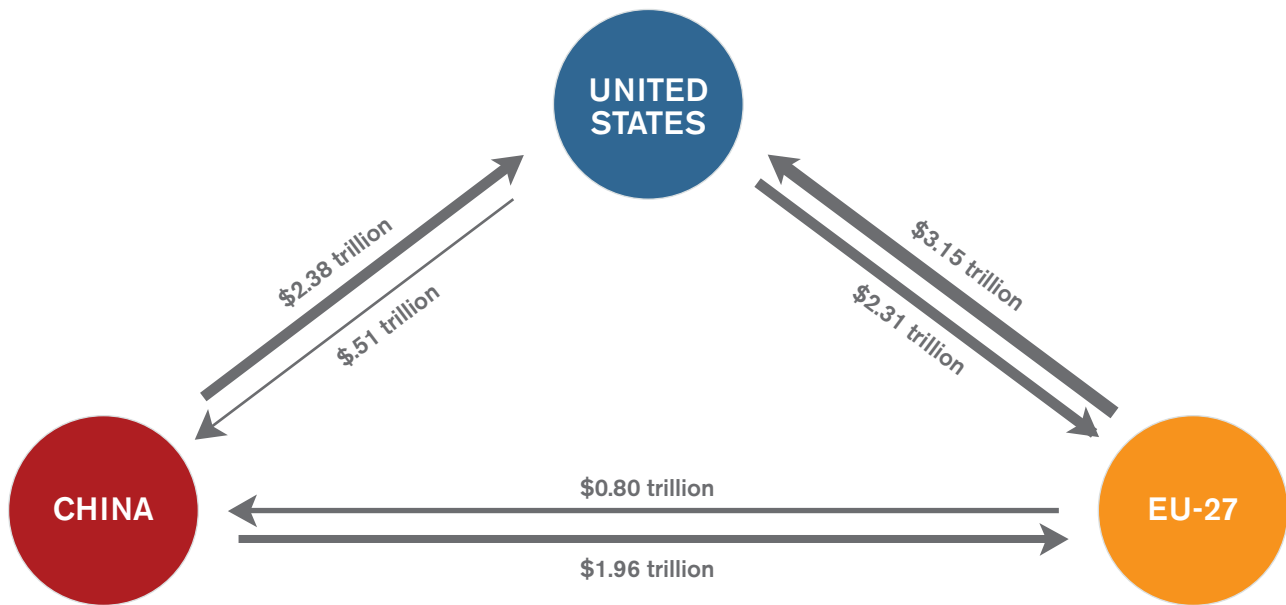 UNITED
STATES
$2.38 trillion
$.51 trillion
$3.15 trillion
$2.31 trillion
CHINA
$0.80 trillion
$1.96 trillion
EU-27